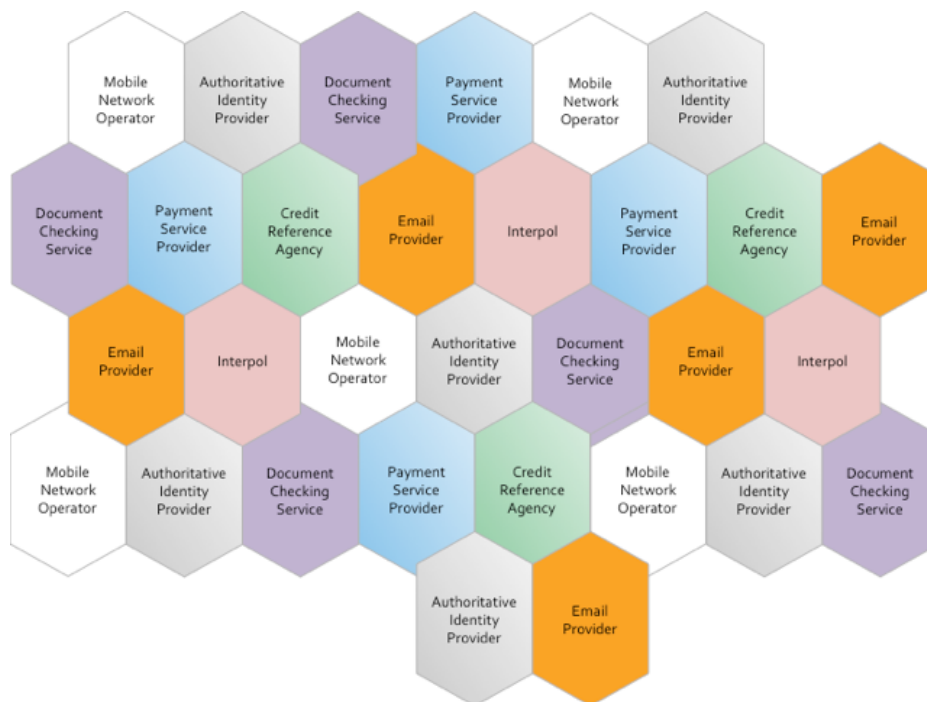 Mobile
Network
Operator
Authoritative
Identity
Provider
Document
Checking
Service
Payment
Service
Provider
Mobile
Network
Operator
Authoritative
Identity
Provider
Document
Checking
Service
Payment
Service
Provider
Credit
Reference
Agency
Email
Provider
Interpol
Payment
Service
Provider
Credit
Reference
Agency
Email
Provider
Email
Provider
Interpol
Mobile
Network
Operator
Authoritative
Identity
Provider
Document
Checking
Service
Email
Provider
Interpol
Mobile
Network
Operator
Authoritative
Identity
Provider
Document
Checking
Service
Payment
Service
Provider
Credit
Reference
Agency
Mobile
Network
Operator
Authoritative
Identity
Provider
Document
Checking
Service
Authoritative
Identity
Provider
Email
Provider